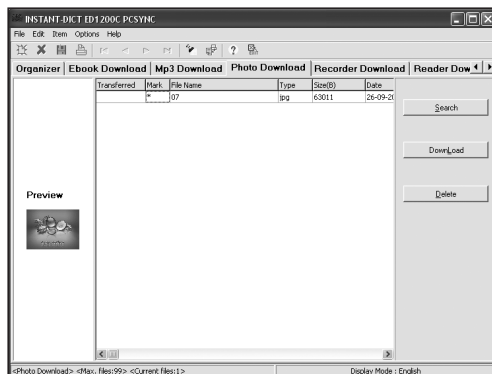 INSTANT-DICT ED1200C PCSYNC
File Edit Item Options Help
Organizer Ebook Download Mp3 Download Photo Download Recorder Download Reader Dow
Transferred Mark File Name Type Size(B) Date
* 07 jpg 63011 26-09-20
Search
DownLoad
Delete
Preview
<Photo Download> <Max. files:99> <Current files:1> Display Mode : English